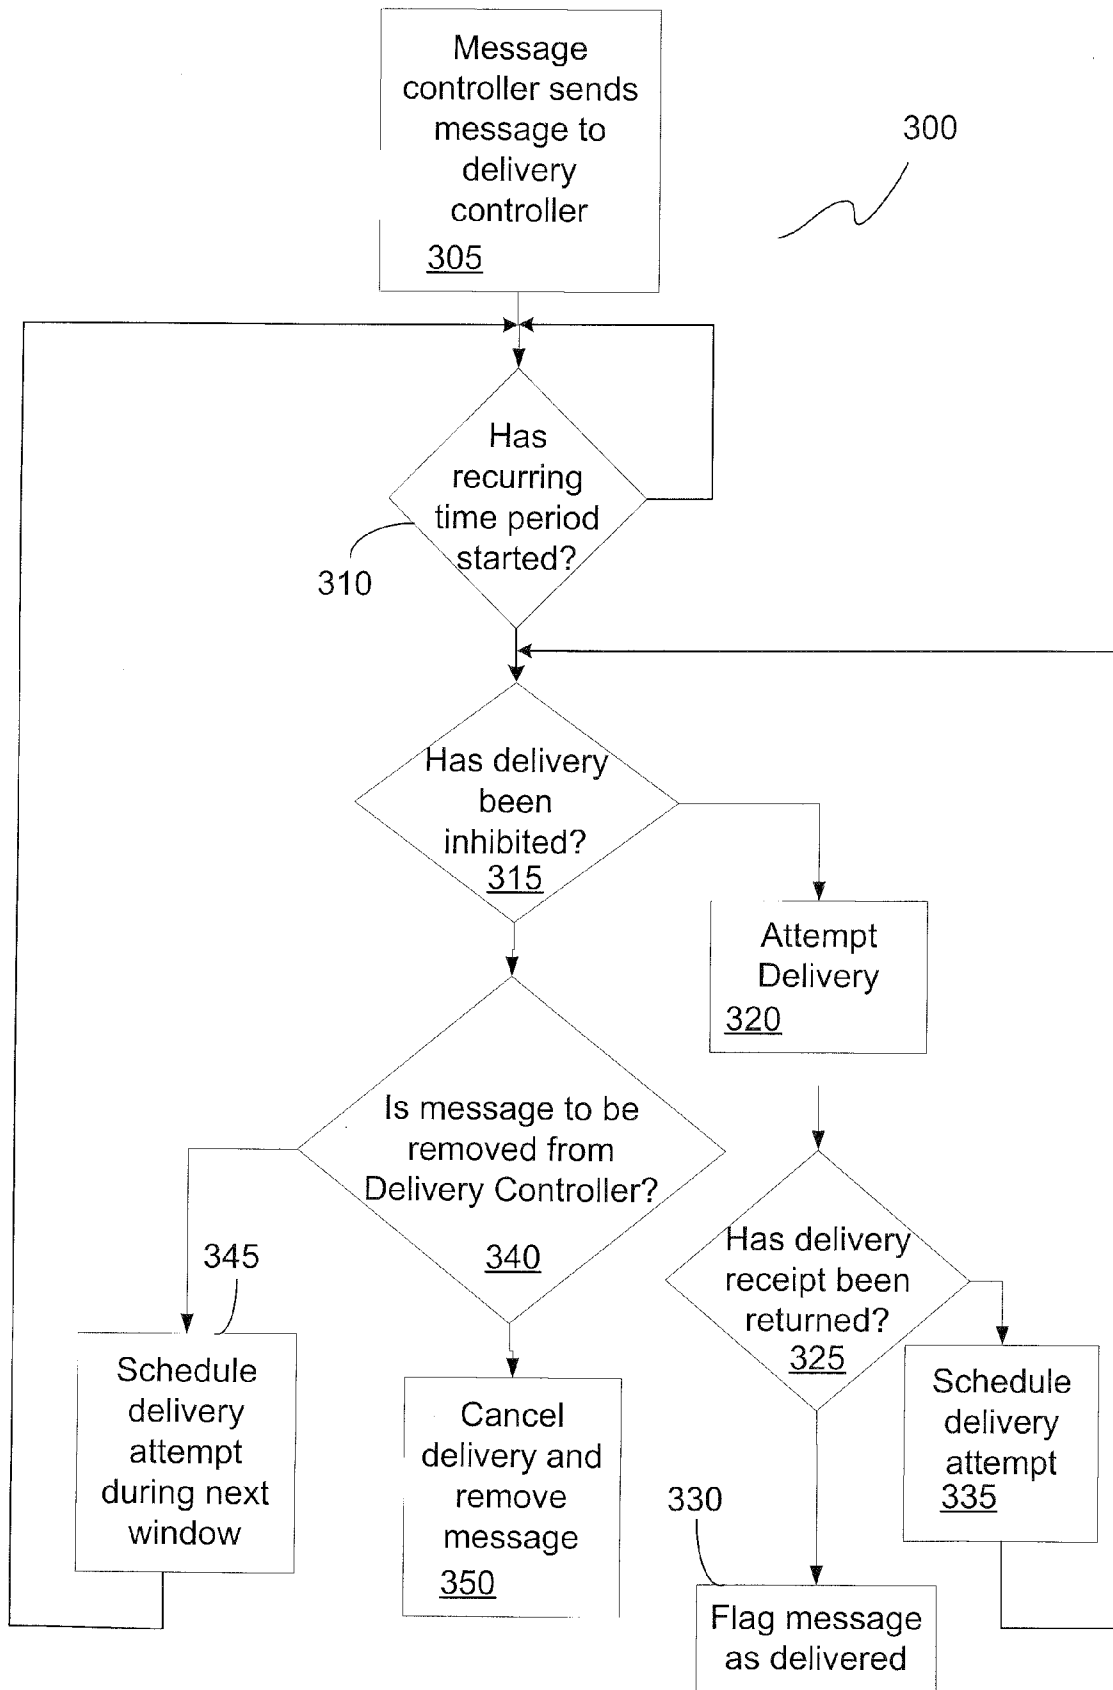 Message
controller sends
message to
delivery
controller
305
300
Has
recurring
time period
started?
310
Has delivery
been
inhibited?
315
Attempt
Delivery
320
Is message to be
removed from
Delivery Controller?
340
Has delivery
receipt been
returned?
325
345
Schedule
delivery
attempt
during next
window
Cancel
delivery and
remove
message
350
Schedule
delivery
attempt
335
330
Flag message
as delivered